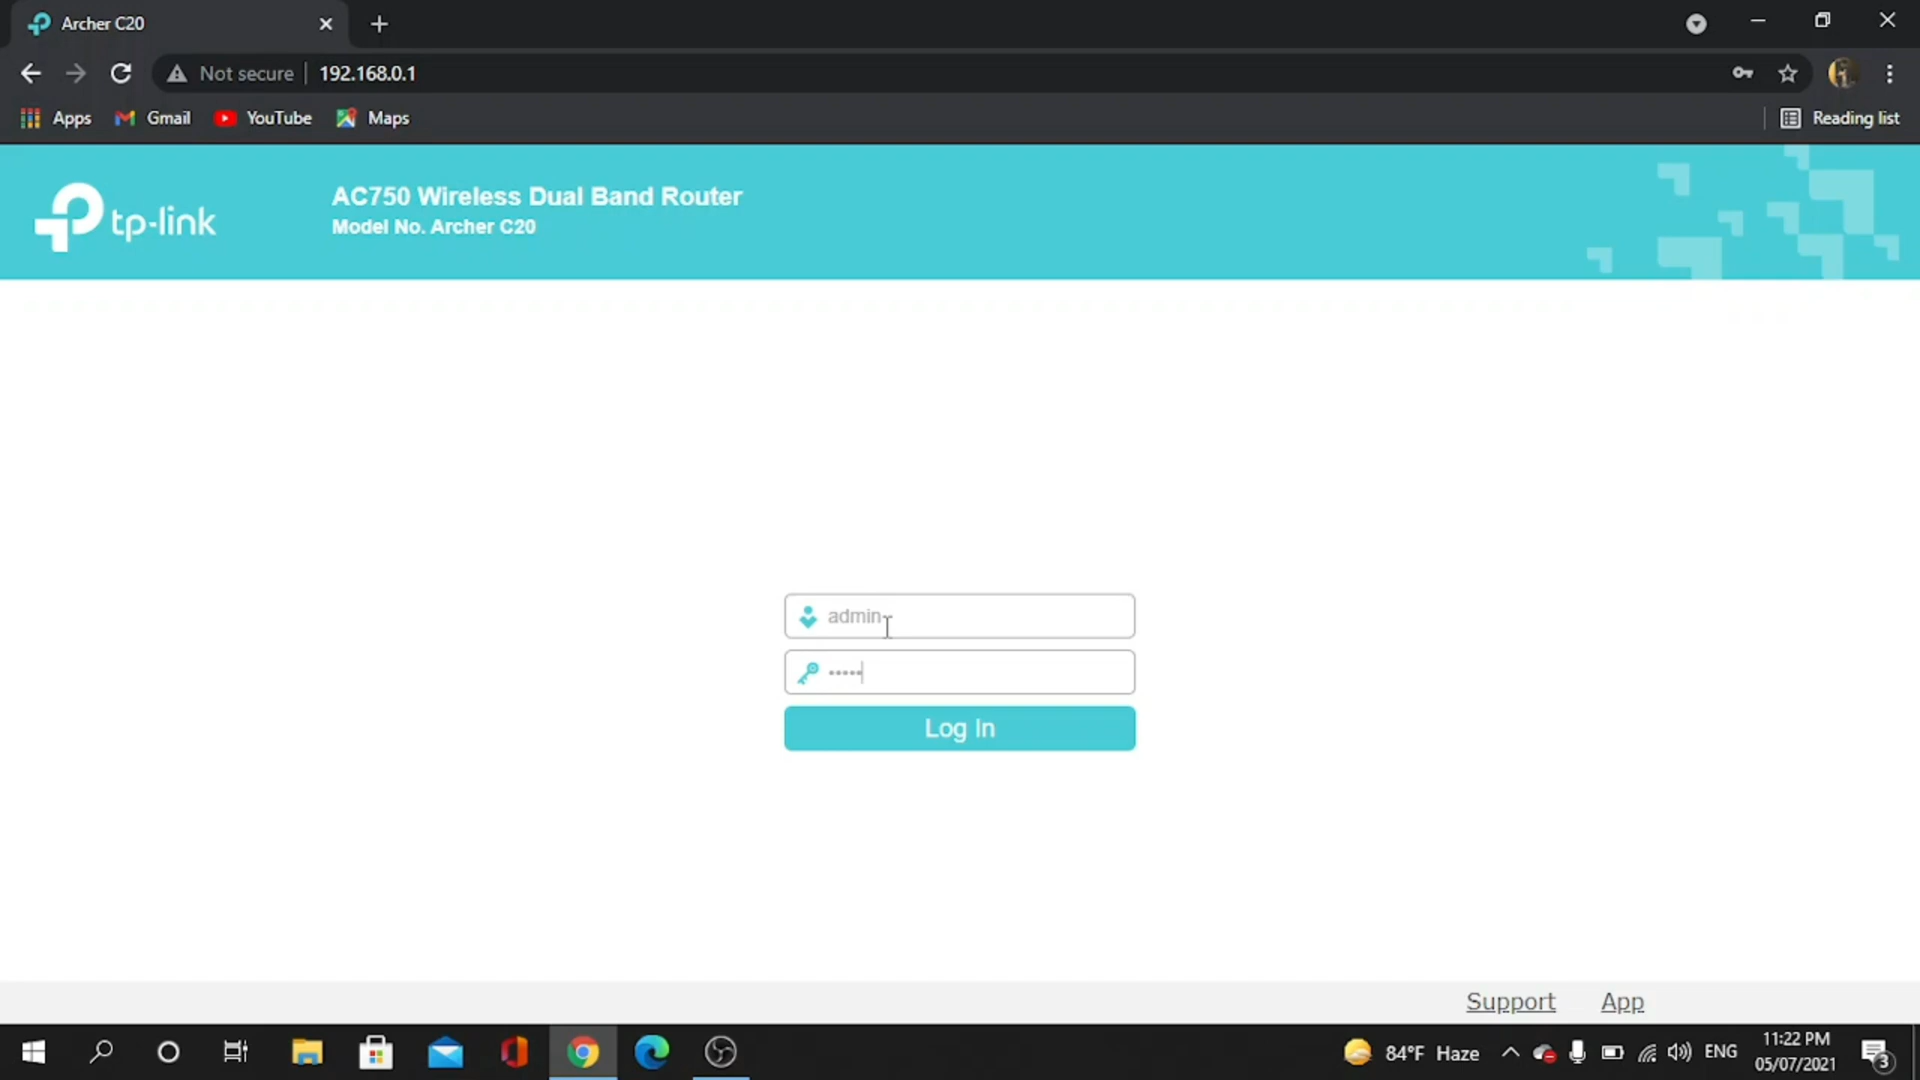 Archer C20
Not secure
192.168.0.1
Apps
Gmail
YouTube
Maps
Reading list
tp-link
AC750 Wireless Dual Band Router
Model No. Archer C20
admin
•••••
Log In
Support
App
84°F Haze
ENG
11:22 PM
05/07/2021
3